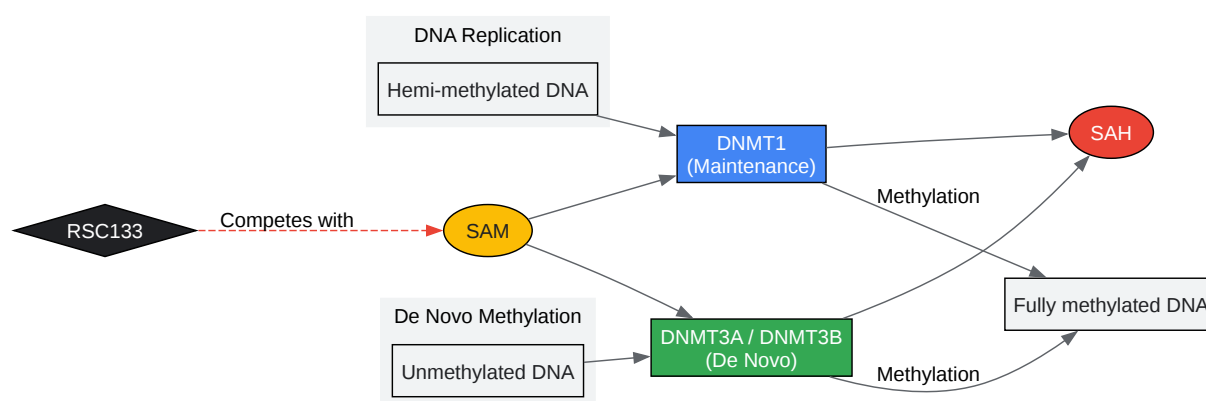 DNA Replication
Hemi-methylated DNA
DNMT1
(Maintenance)
SAH
Methylation
RSC133
Competes with
SAM
Fully methylated DNA
De Novo Methylation
Unmethylated DNA
DNMT3A / DNMT3B
(De Novo)
Methylation